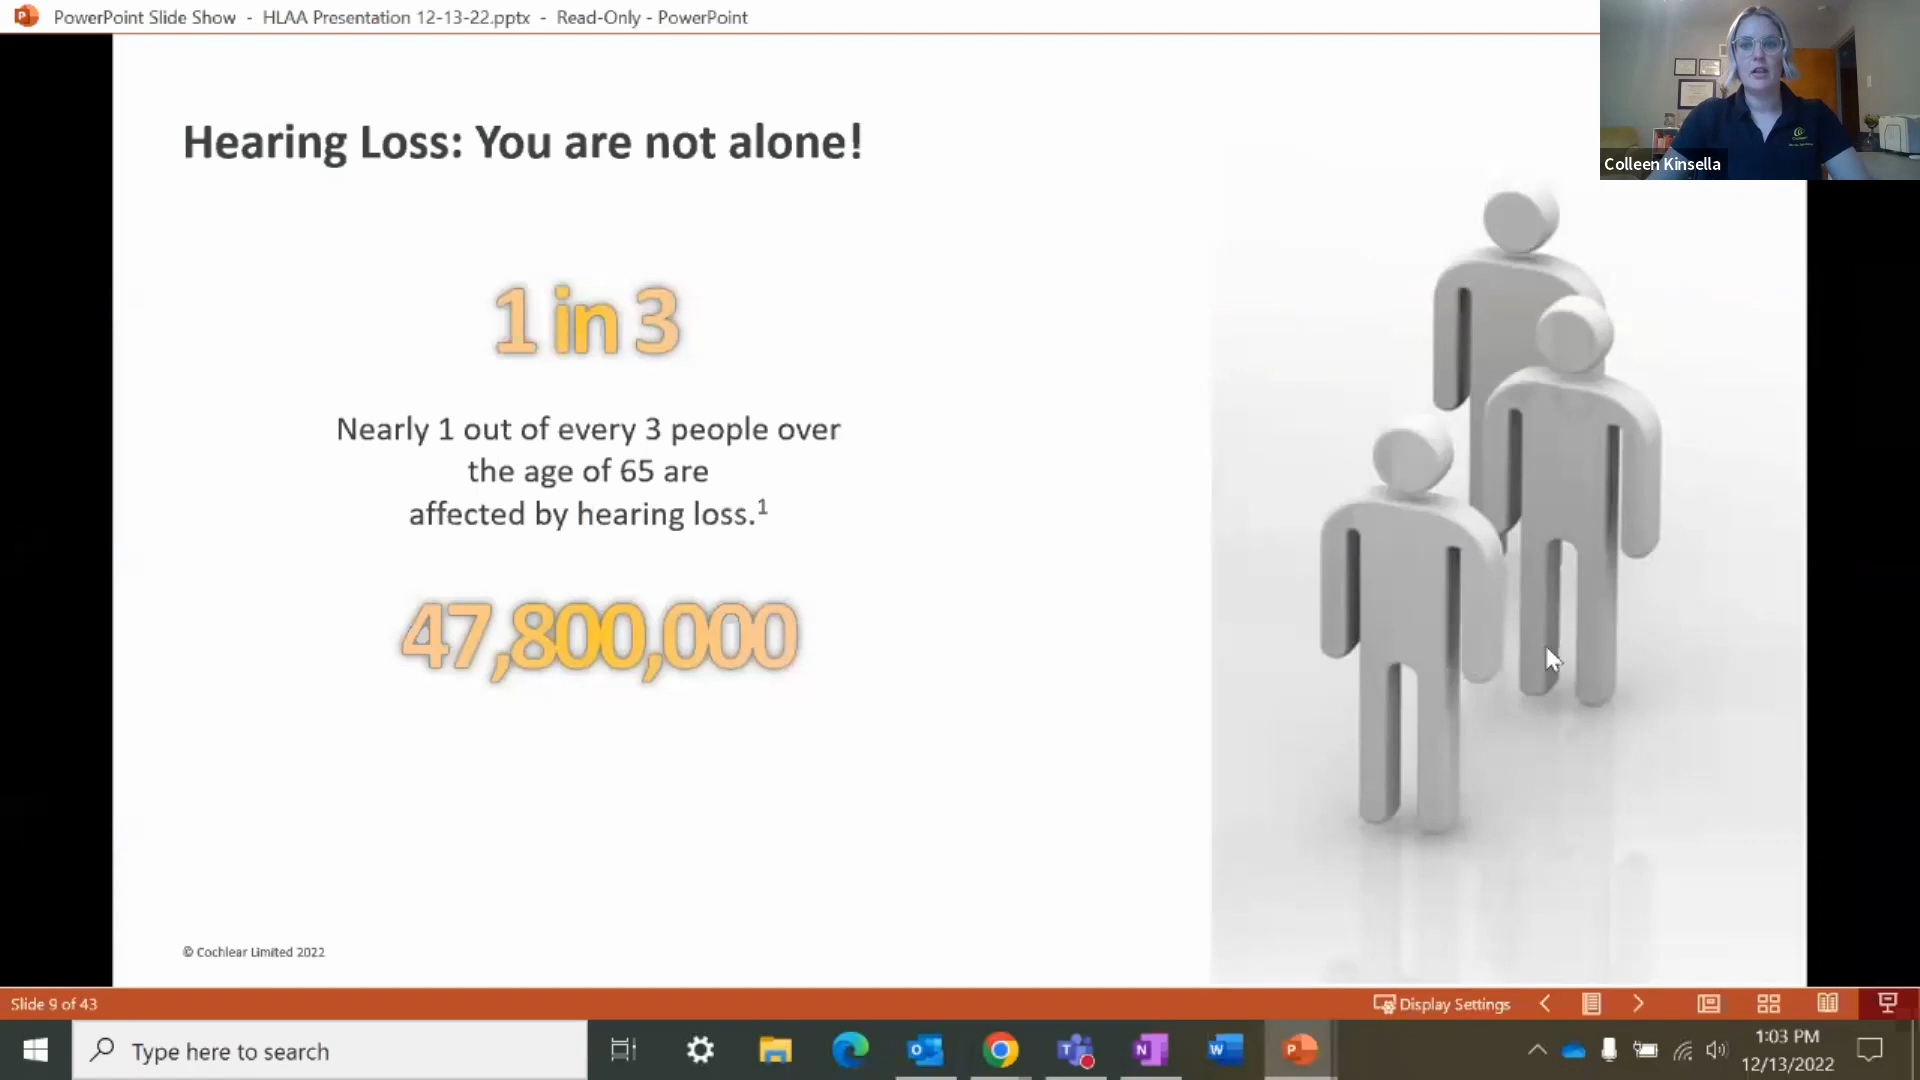 PowerPoint Slide Show - HLAA Presentation 12-13-22.pptx - Read-Only - PowerPoint
Colleen Kinsella
Hearing Loss: You are not alone!
1 in 3
Nearly 1 out of every 3 people over
the age of 65 are
affected by hearing loss.¹
47,800,000
© Cochlear Limited 2022
Slide 9 of 43
Display Settings
Type here to search
1:03 PM
12/13/2022